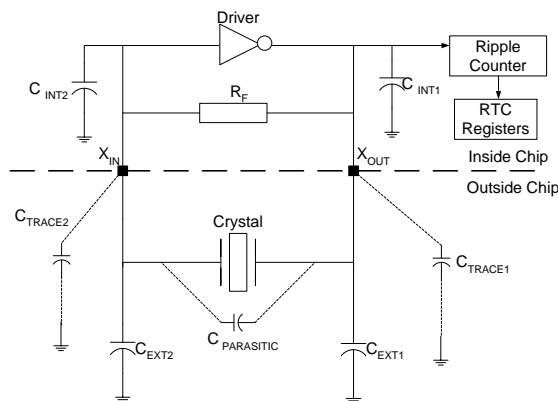 Driver
Ripple
Counter
C INT2
C INT1
RF
RTC
Registers
XIN
XOUT
Inside Chip
Outside Chip
CTRACE2
Crystal
CTRACE1
C PARASITIC
CEXT2
CEXT1